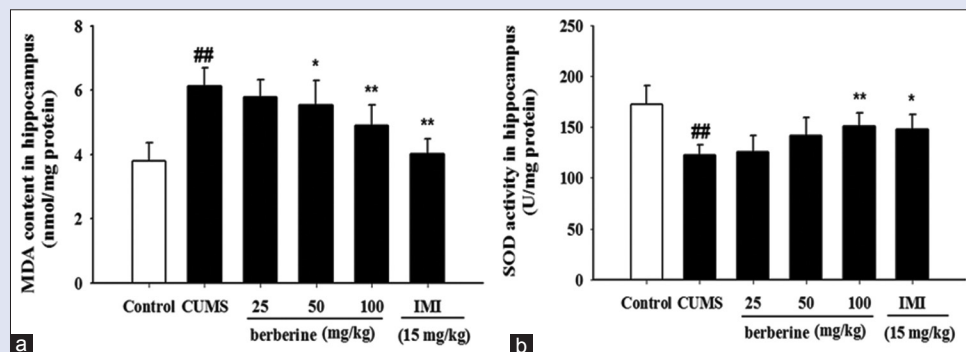 MDA content in hippocampus
(nmol/mg protein)
8
6
4
2
0
##
*
**
**
Control CUMS 25 50 100 IMI
berberine (mg/kg) (15 mg/kg)
a
SOD activity in hippocampus
(U/mg protein)
250
200
150
100
50
0
##
**
*
Control CUMS 25 50 100 IMI
berberine (mg/kg) (15 mg/kg)
b